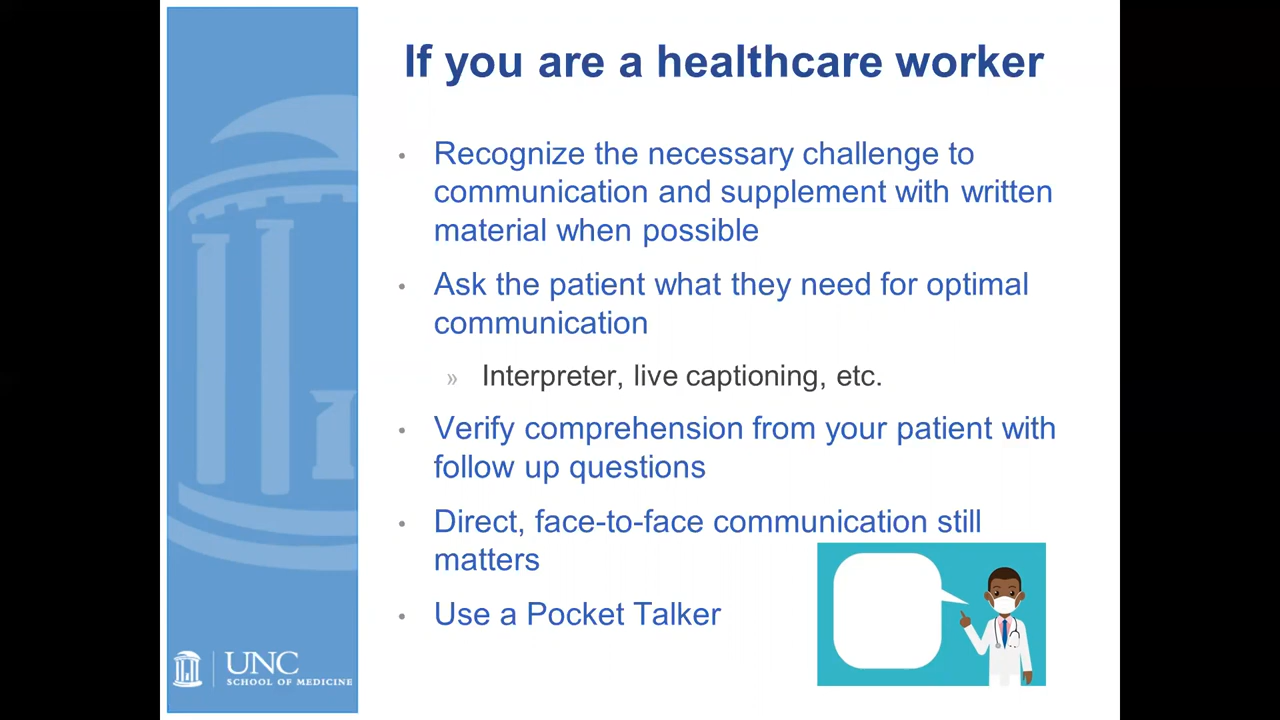 If you are a healthcare worker
• Recognize the necessary challenge to
communication and supplement with written
material when possible
• Ask the patient what they need for optimal
communication
» Interpreter, live captioning, etc.
• Verify comprehension from your patient with
follow up questions
• Direct, face-to-face communication still
matters
• Use a Pocket Talker
UNC
SCHOOL OF MEDICINE